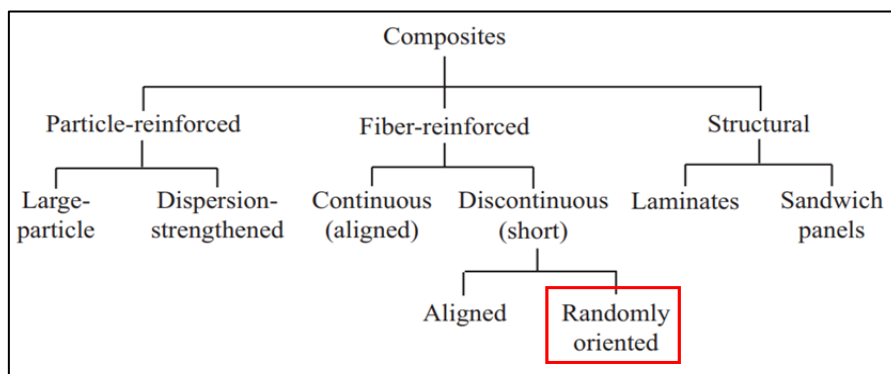 Composites
Particle-reinforced
Fiber-reinforced
Structural
Large-
particle
Dispersion-
strengthened
Continuous
(aligned)
Discontinuous
(short)
Laminates
Sandwich
panels
Aligned
Randomly
oriented